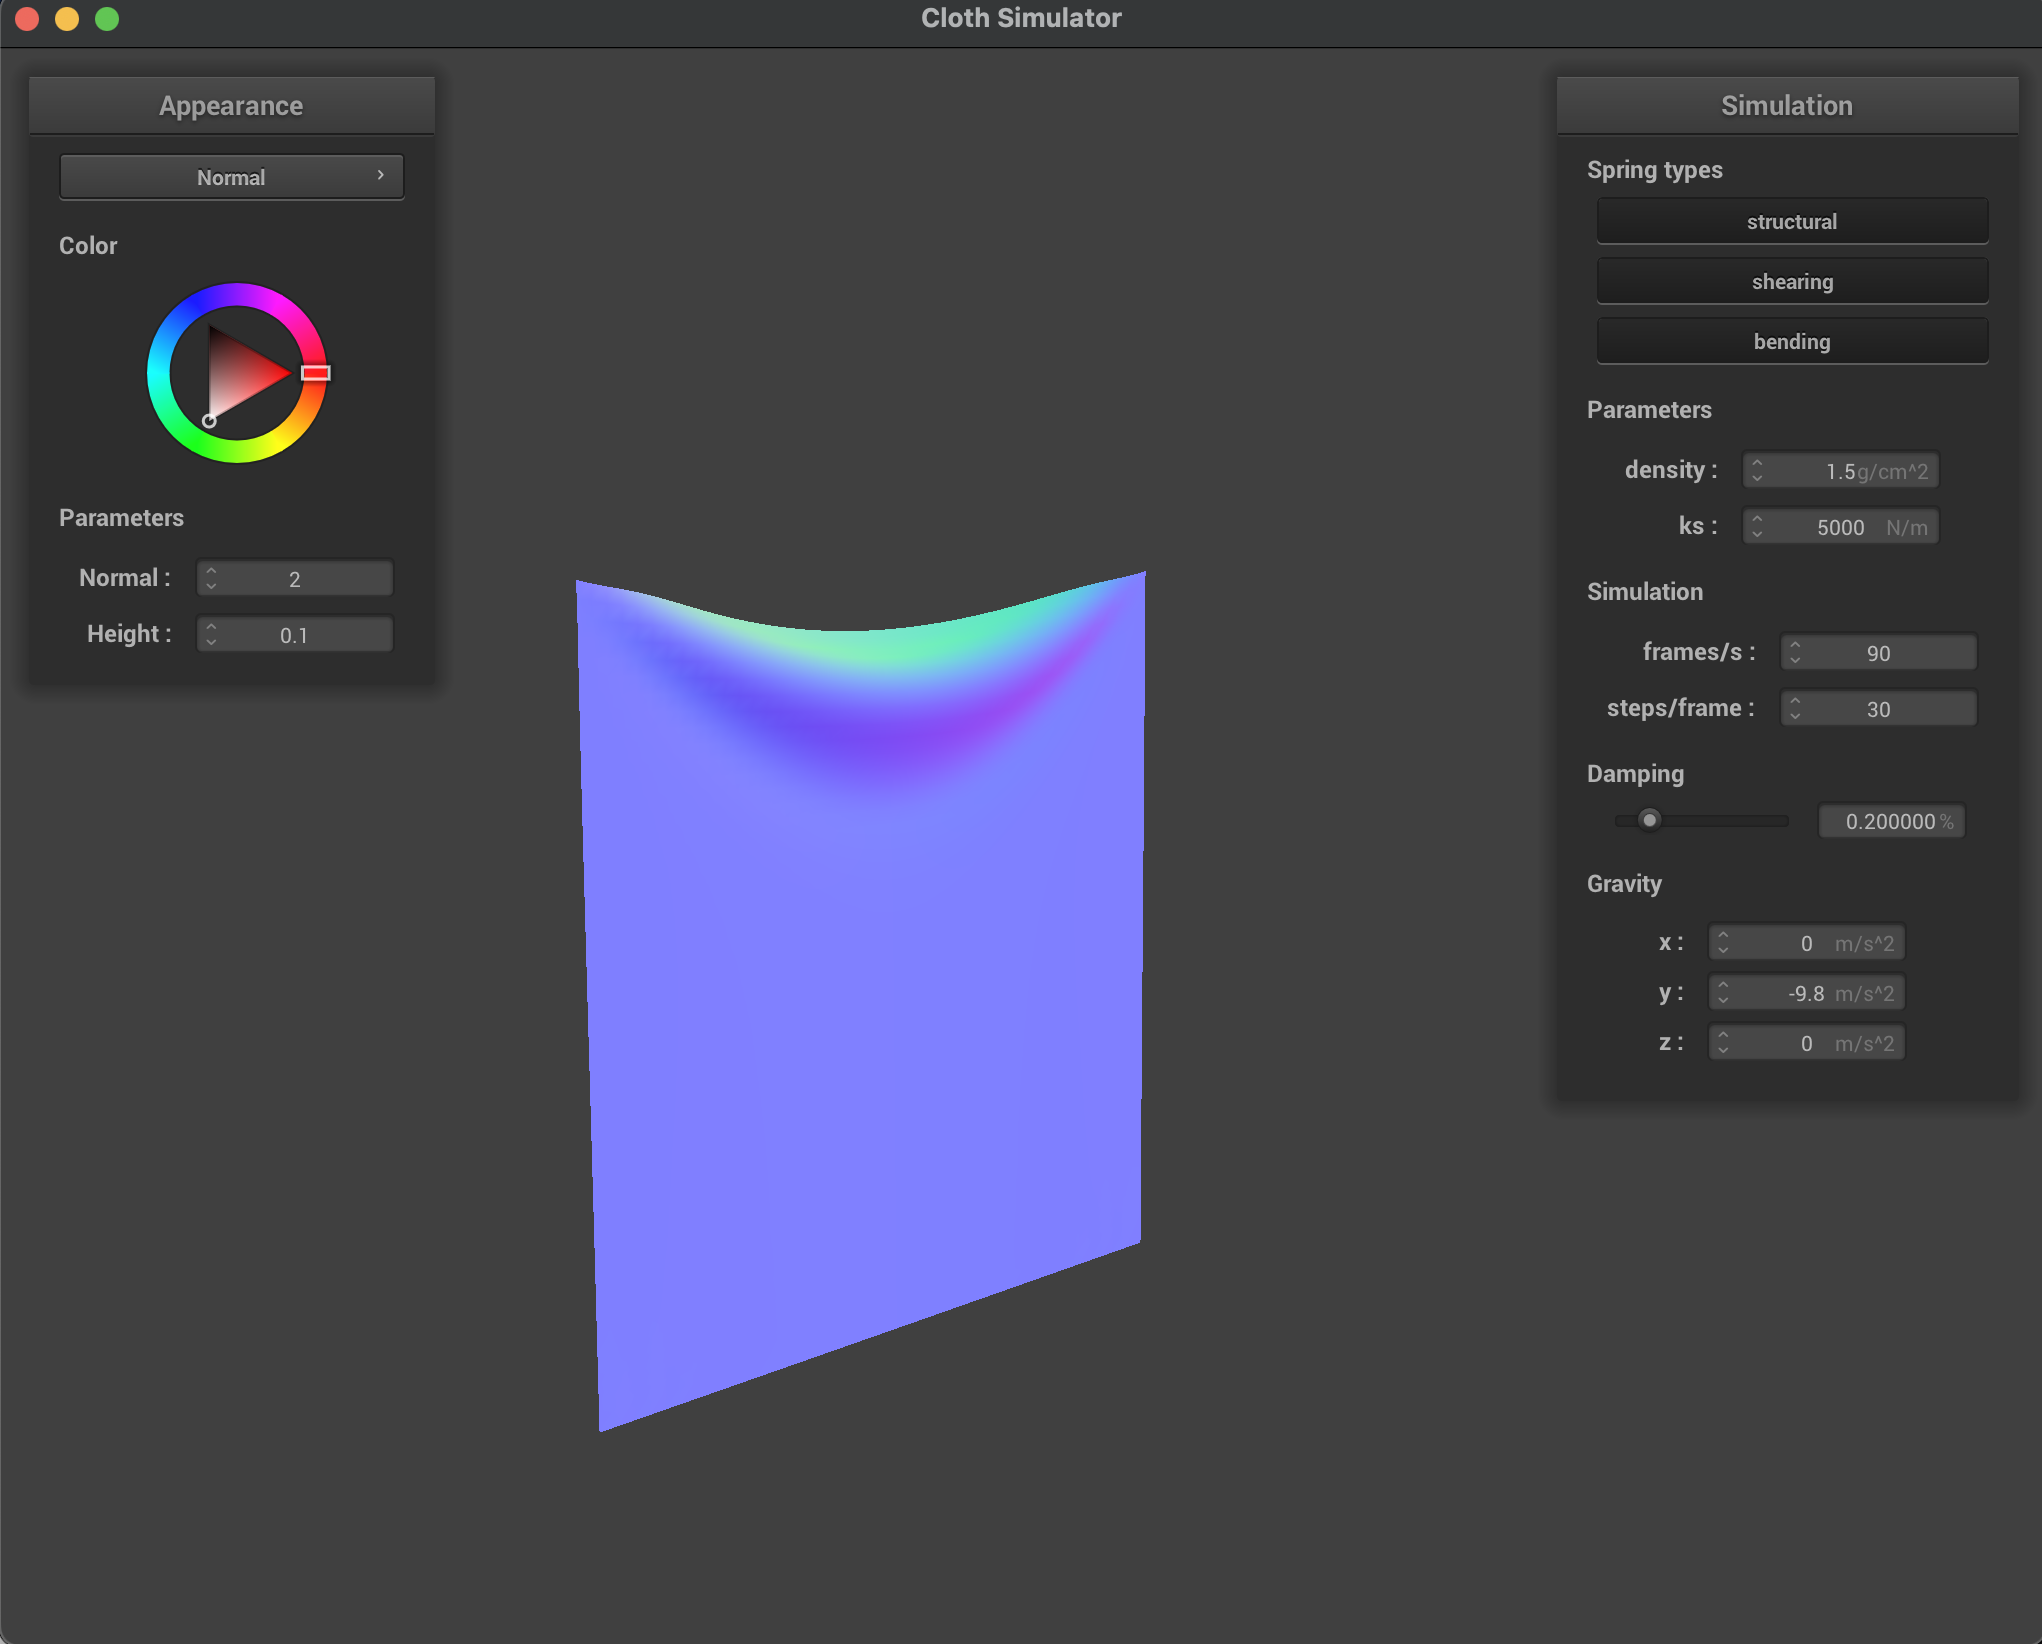 Cloth Simulator
Appearance
Normal
Color
Parameters
Normal : 2
Height : 0.1
Simulation
Spring types
structural
shearing
bending
Parameters
density : 1.5 g/cm^2
ks : 5000 N/m
Simulation
frames/s : 90
steps/frame : 30
Damping
0.200000 %
Gravity
x : 0 m/s^2
y : -9.8 m/s^2
z : 0 m/s^2